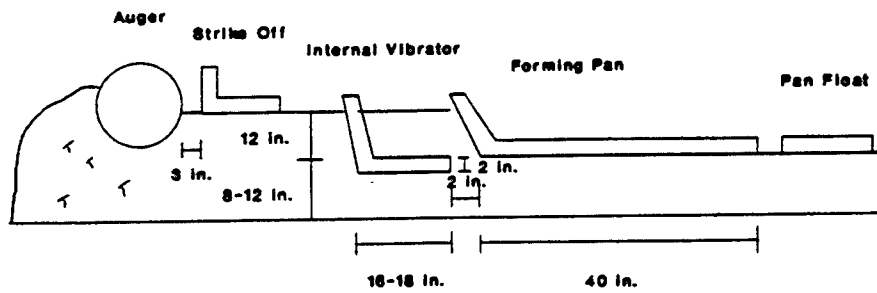 Auger
Strike Off
Internal Vibrator
Forming Pan
Pan Float
12 in.
3 in.
8-12 in.
2 in.
2 in.
16-18 in.
40 in.